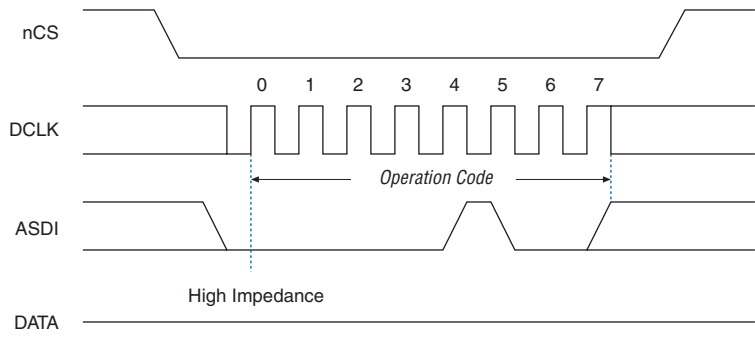 nCS
0 1 2 3 4 5 6 7
DCLK
Operation Code
ASDI
High Impedance
DATA